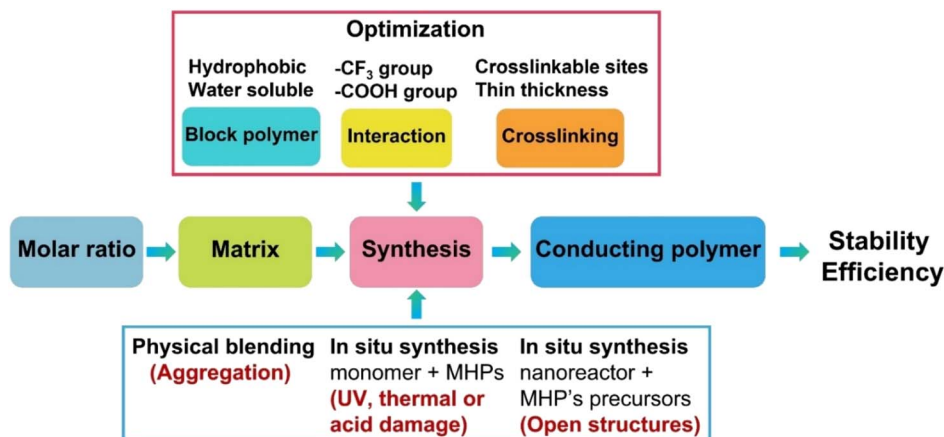 Optimization
Hydrophobic
Water soluble
Block polymer
-CF₃ group
-COOH group
Interaction
Crosslinkable sites
Thin thickness
Crosslinking
Molar ratio
Matrix
Synthesis
Conducting polymer
Stability
Efficiency
Physical blending
(Aggregation)
In situ synthesis
monomer + MHPs
(UV, thermal or
acid damage)
In situ synthesis
nanoreactor +
MHP's precursors
(Open structures)